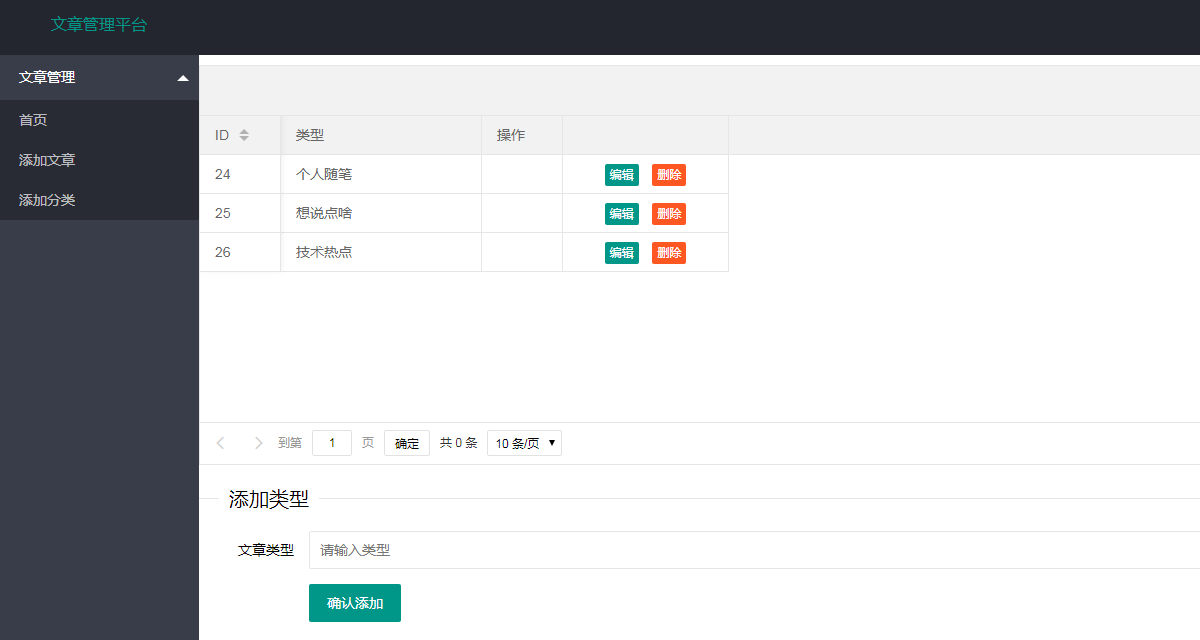 文章管理平台
文章管理
首页
添加文章
添加分类
ID 类型 操作
24 个人随笔 编辑 删除
25 想说点啥 编辑 删除
26 技术热点 编辑 删除
到第 1 页 确定 共 0 条 10 条/页
添加类型
文章类型 请输入类型
确认添加